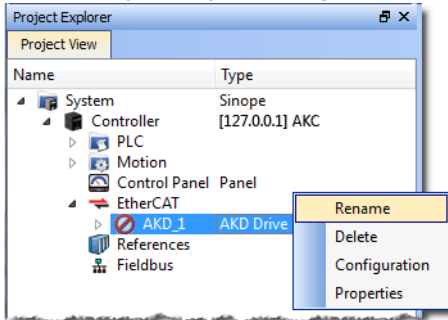 Project Explorer
Project View
Name Type
System Sinope
Controller [127.0.0.1] AKC
PLC
Motion
Control Panel Panel
EtherCAT
AKD_1 AKD Drive
References
Fieldbus
Rename
Delete
Configuration
Properties